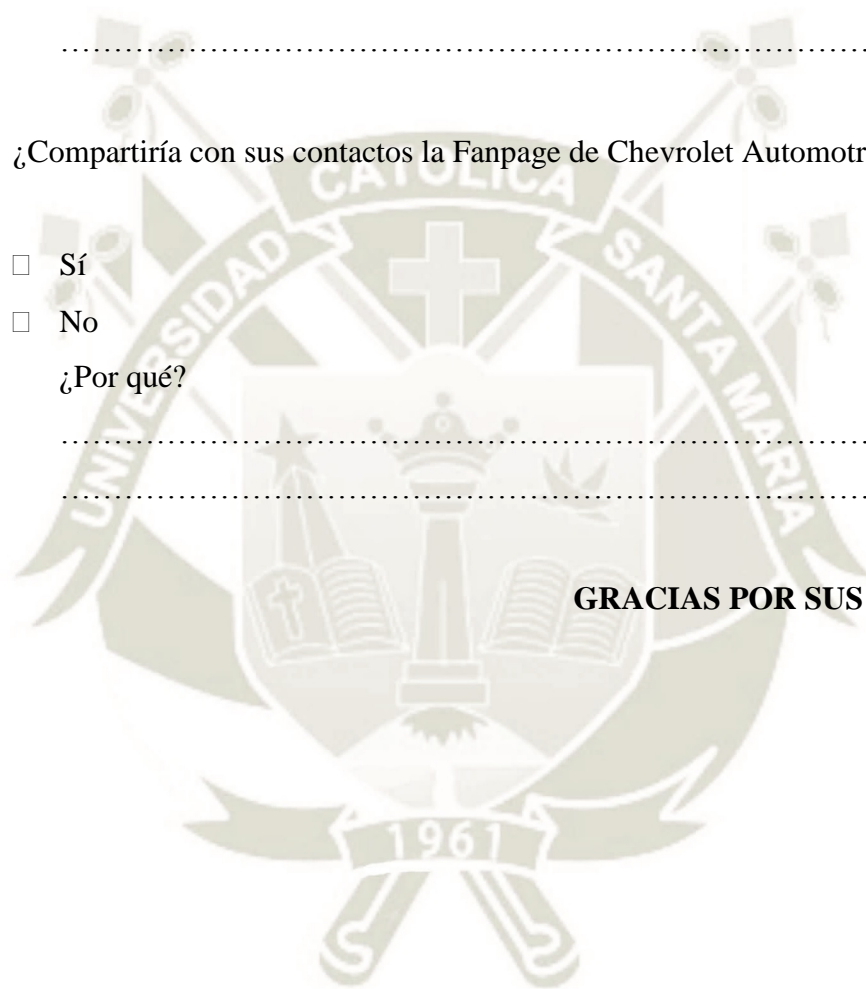 ……………………………………………………………………
¿Compartiría con sus contactos la Fanpage de Chevrolet Automotr
CATOLICA
UNIVERSIDAD
SANTA MARIA
□ Sí
□ No
¿Por qué?
……………………………………………………………………
……………………………………………………………………
GRACIAS POR SUS
1961